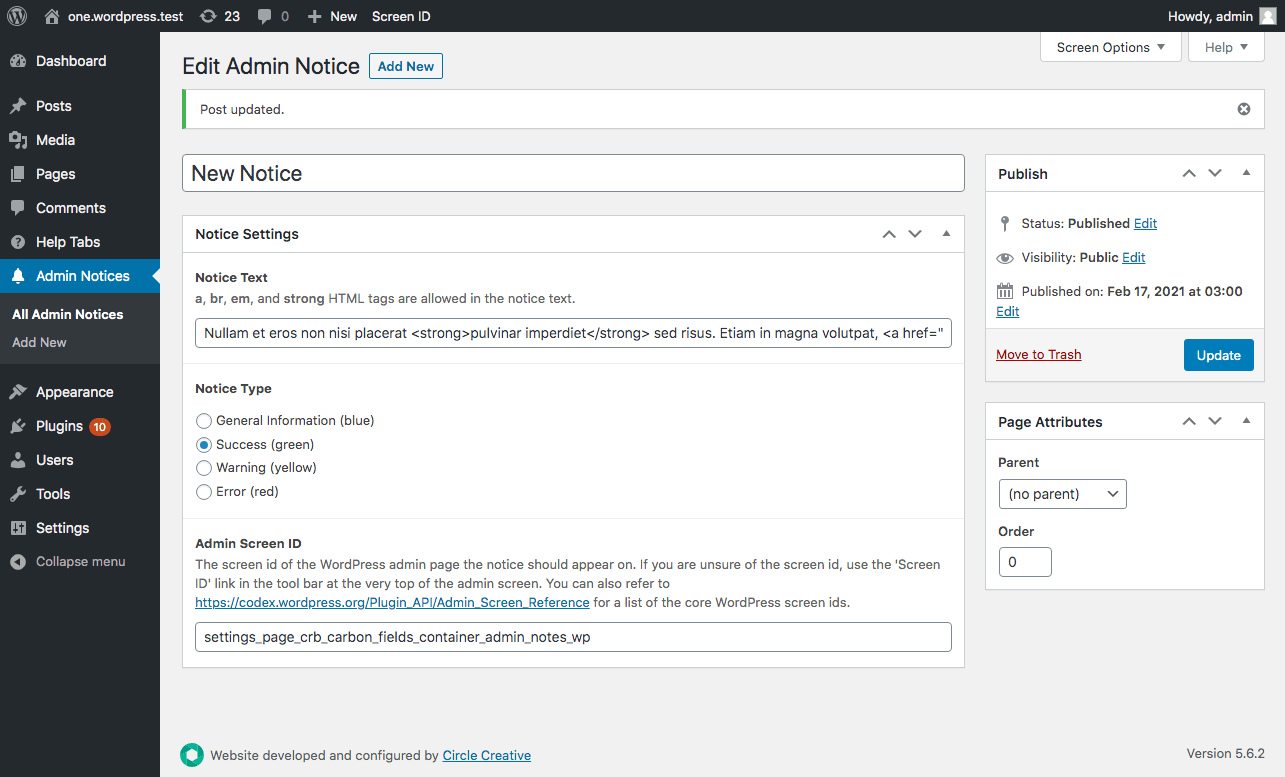 one.wordpress.test 23 0 New Screen ID Howdy, admin
Dashboard
Posts
Media
Pages
Comments
Help Tabs
Admin Notices
All Admin Notices
Add New
Appearance
Plugins 10
Users
Tools
Settings
Collapse menu
Screen Options Help
Edit Admin Notice Add New
Post updated.
New Notice
Notice Settings
Notice Text
a, br, em, and strong HTML tags are allowed in the notice text.
Nullam et eros non nisi placerat <strong>pulvinar imperdiet</strong> sed risus. Etiam in magna volutpat, <a href="
Notice Type
General Information (blue)
Success (green)
Warning (yellow)
Error (red)
Admin Screen ID
The screen id of the WordPress admin page the notice should appear on. If you are unsure of the screen id, use the 'Screen
ID' link in the tool bar at the very top of the admin screen. You can also refer to
https://codex.wordpress.org/Plugin_API/Admin_Screen_Reference for a list of the core WordPress screen ids.
settings_page_crb_carbon_fields_container_admin_notes_wp
Publish
Status: Published Edit
Visibility: Public Edit
Published on: Feb 17, 2021 at 03:00
Edit
Move to Trash Update
Page Attributes
Parent
(no parent)
Order
0
Website developed and configured by Circle Creative
Version 5.6.2